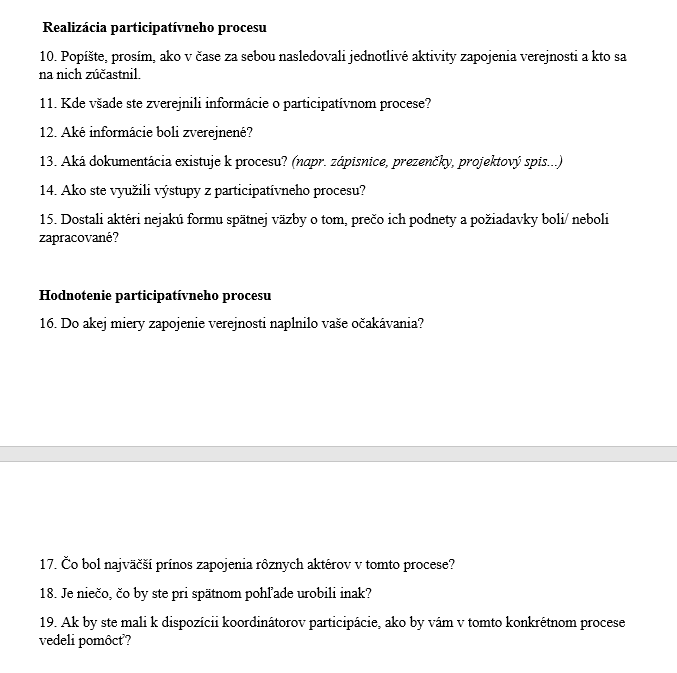 Realizácia participatívneho procesu
10. Popíšte, prosím, ako v čase za sebou nasledovali jednotlivé aktivity zapojenia verejnosti a kto sa
na nich zúčastnil.
11. Kde všade ste zverejnili informácie o participatívnom procese?
12. Aké informácie boli zverejnené?
13. Aká dokumentácia existuje k procesu? (napr. zápisnice, prezenčky, projektový spis...)
14. Ako ste využili výstupy z participatívneho procesu?
15. Dostali aktéri nejakú formu spätnej väzby o tom, prečo ich podnety a požiadavky boli/ neboli
zapracované?
Hodnotenie participatívneho procesu
16. Do akej miery zapojenie verejnosti naplnilo vaše očakávania?
17. Čo bol najväčší prínos zapojenia rôznych aktérov v tomto procese?
18. Je niečo, čo by ste pri spätnom pohľade urobili inak?
19. Ak by ste mali k dispozícii koordinátorov participácie, ako by vám v tomto konkrétnom procese
vedeli pomôcť?